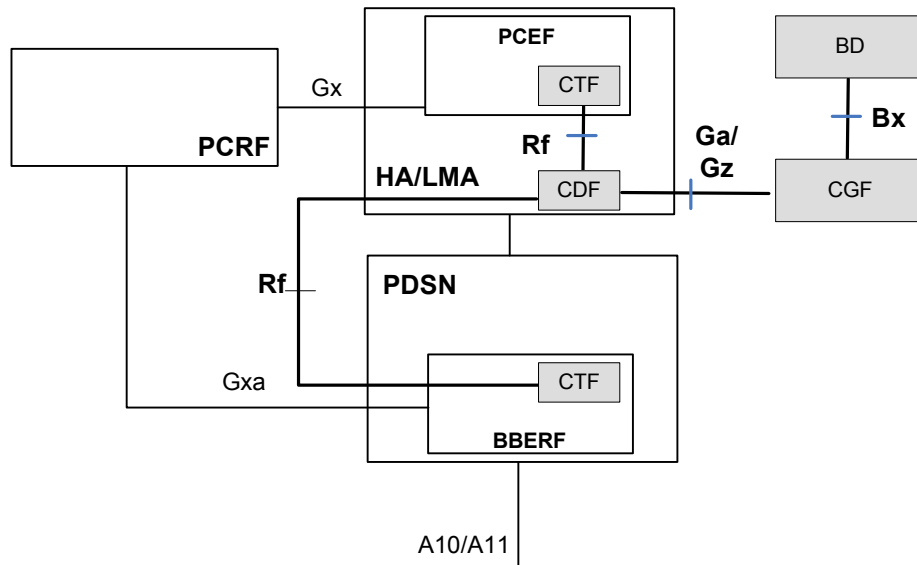 PCEF
BD
CTF
Gx
Rf
Ga/
Gz
Bx
PCRF
HA/LMA
CDF
CGF
Rf
PDSN
CTF
Gxa
BBERF
A10/A11